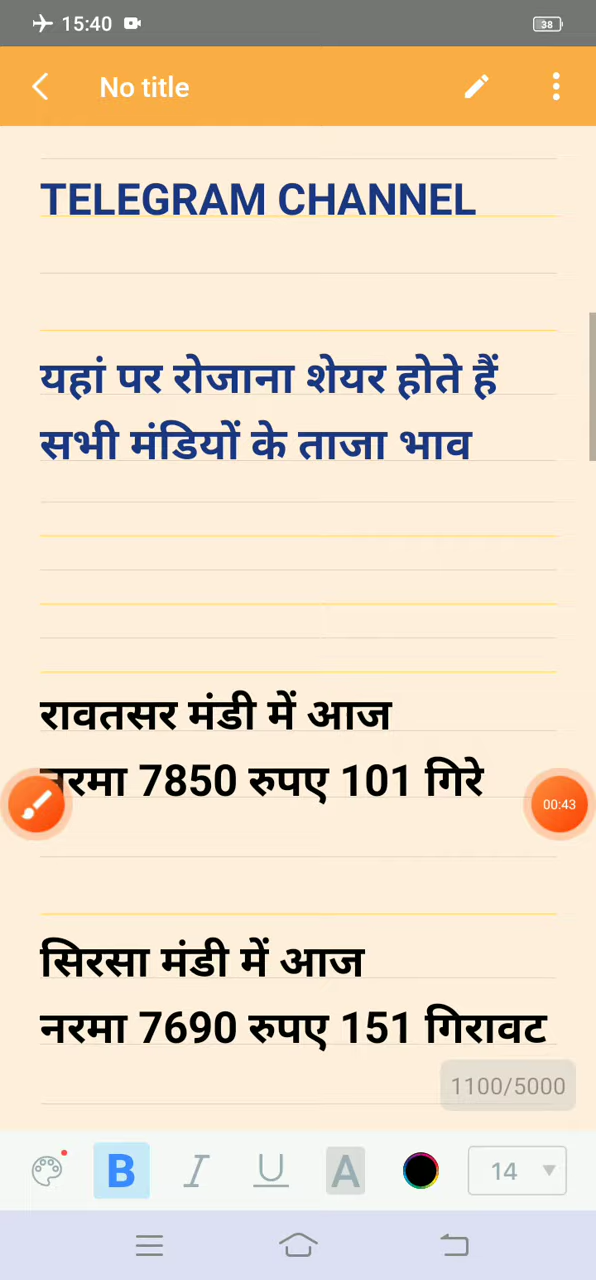 15:40
38
No title
TELEGRAM CHANNEL
यहां पर रोजाना शेयर होते हैं
सभी मंडियों के ताजा भाव
रावतसर मंडी में आज
नरमा 7850 रुपए 101 गिरे
00:43
सिरसा मंडी में आज
नरमा 7690 रुपए 151 गिरावट
1100/5000
B I U A 14